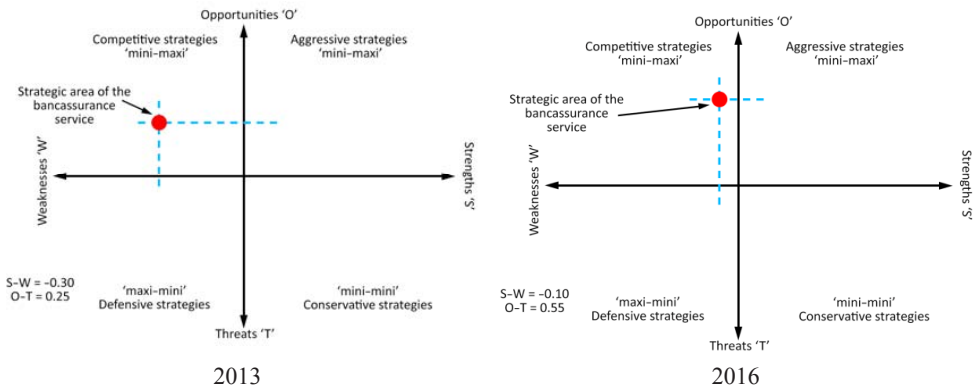 Opportunities ‘O’
Competitive strategies
‘mini–maxi’
Aggressive strategies
‘mini–maxi’
Strategic area of the
bancassurance
service
Weaknesses ‘W’
Strengths ‘S’
S–W = –0.30
O–T = 0.25
‘maxi–mini’
Defensive strategies
‘mini–mini’
Conservative strategies
Threats ‘T’
2013
Opportunities ‘O’
Competitive strategies
‘mini–maxi’
Aggressive strategies
‘mini–maxi’
Strategic area of the
bancassurance
service
Weaknesses ‘W’
Strengths ‘S’
S–W = –0.10
O–T = 0.55
‘maxi–mini’
Defensive strategies
‘mini–mini’
Conservative strategies
Threats ‘T’
2016